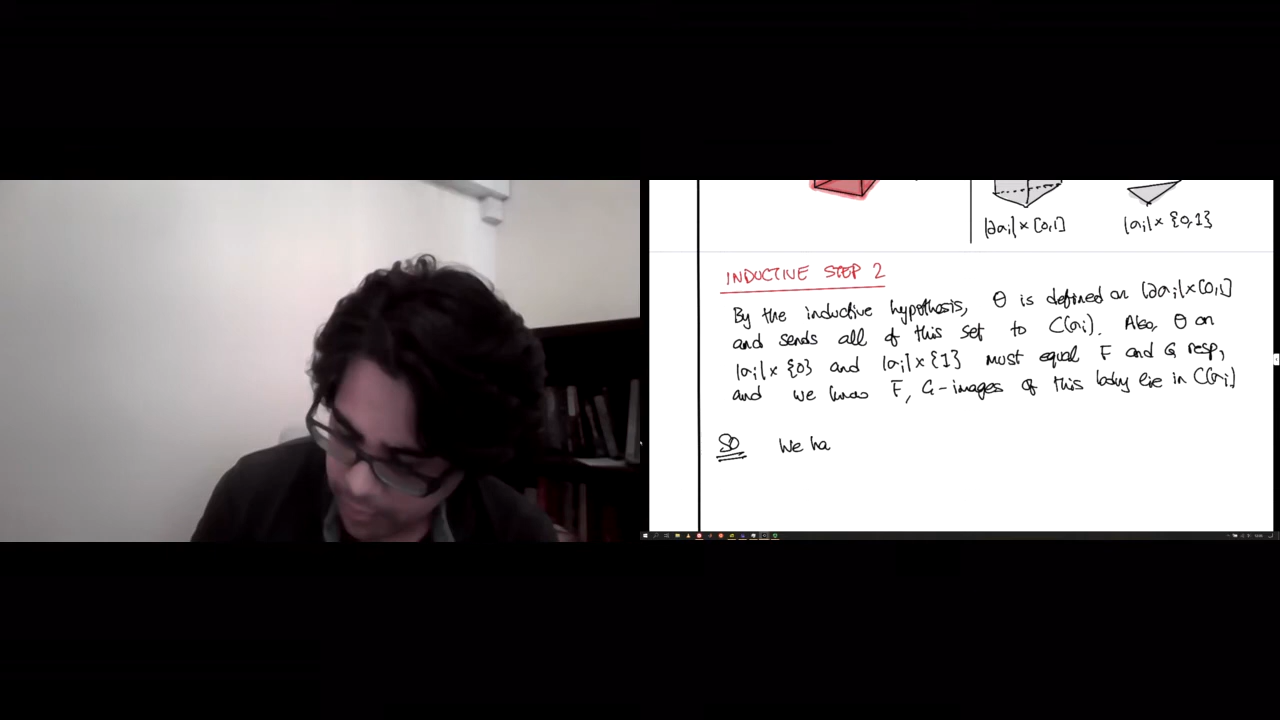 |∂σᵢ| × [0,1]
|σᵢ| × {0,1}
INDUCTIVE STEP 2
By the inductive hypothesis, θ is defined on |∂σᵢ| × [0,1]
and sends all of this set to C(σᵢ). Also, θ on
|σᵢ| × {0} and |σᵢ| × {1} must equal F and G resp,
and we know F, G-images of this bdry lie in C(σᵢ)
SO We ha